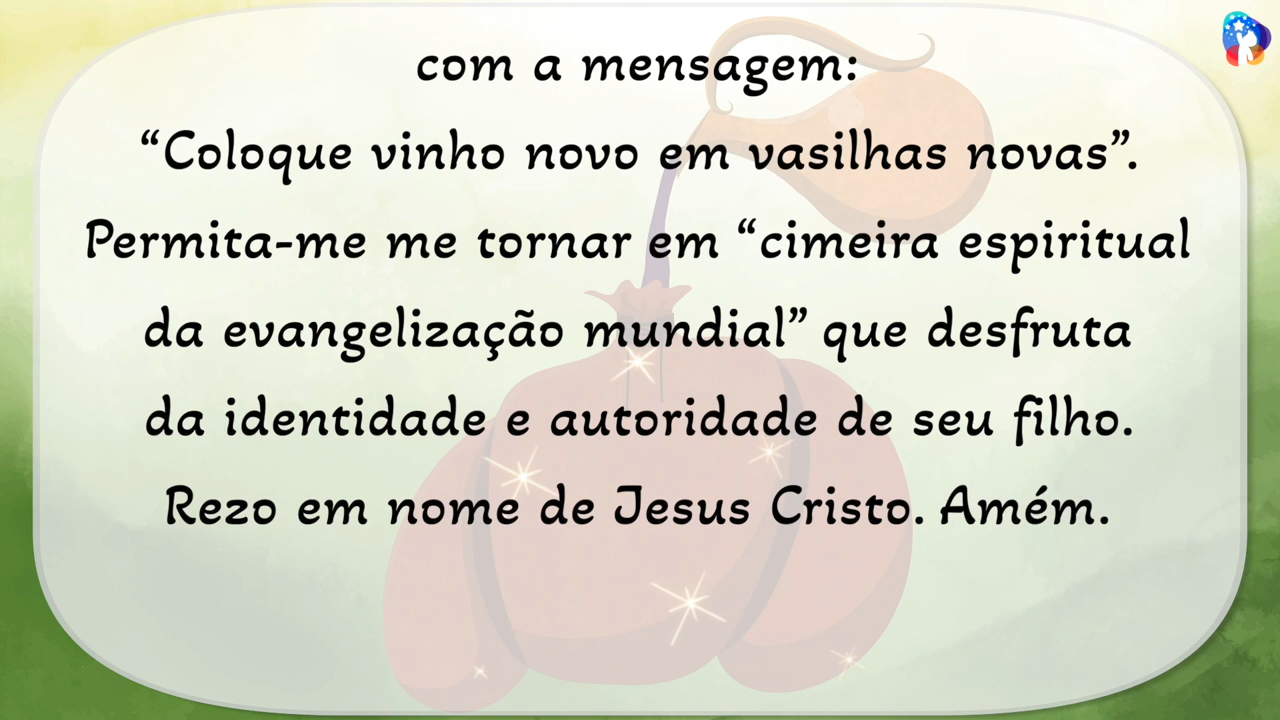 com a mensagem:
“Coloque vinho novo em vasilhas novas”.
Permita-me me tornar em “cimeira espiritual
da evangelização mundial” que desfruta
da identidade e autoridade de seu filho.
Rezo em nome de Jesus Cristo. Amém.